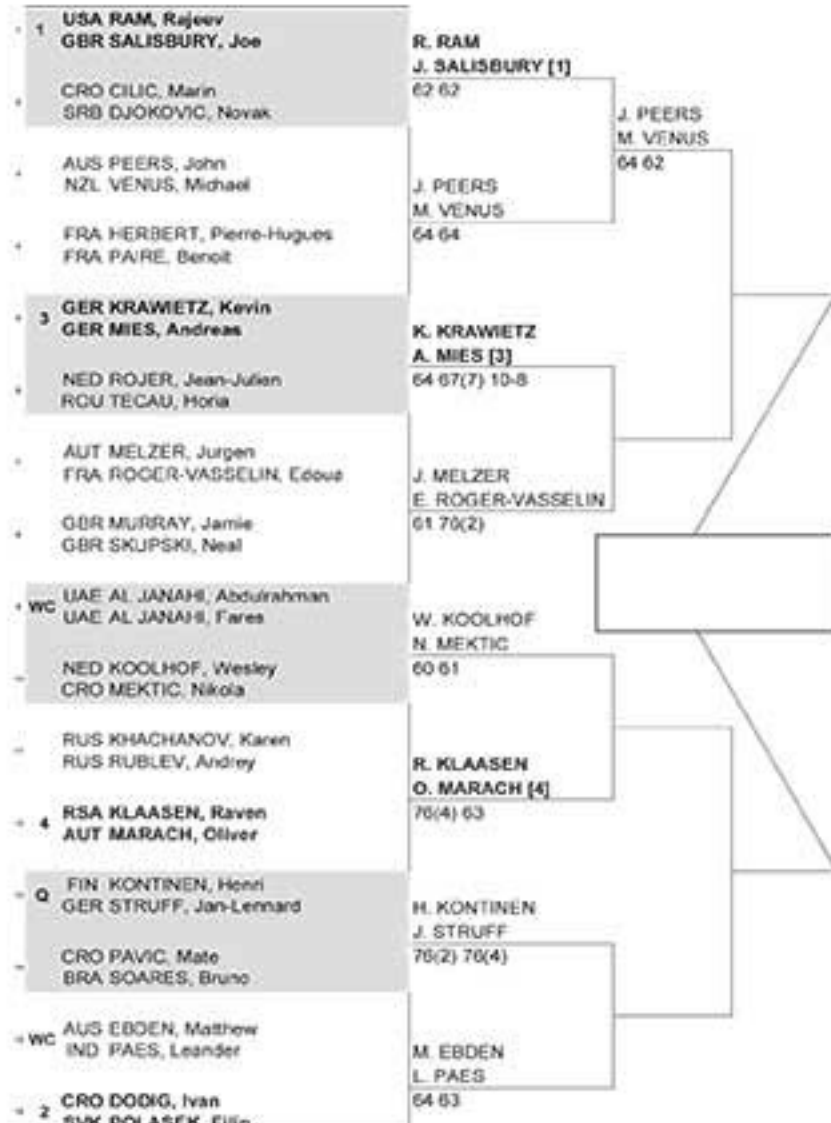 1
USA RAM, Rajeev
GBR SALISBURY, Joe
CRO CILIC, Marin
SRB DJOKOVIC, Novak
AUS PEERS, John
NZL VENUS, Michael
FRA HERBERT, Pierre-Hugues
FRA PAIRE, Benoit
3
GER KRAWIETZ, Kevin
GER MIES, Andreas
NED ROJER, Jean-Julien
ROU TECAU, Horia
AUT MELZER, Jurgen
FRA ROGER-VASSELIN, Edoua
GBR MURRAY, Jamie
GBR SKUPSKI, Neal
WC
UAE AL JANAHI, Abdulrahman
UAE AL JANAHI, Fares
NED KOOLHOF, Wesley
CRO MEKTIC, Nikola
RUS KHACHANOV, Karen
RUS RUBLEV, Andrey
4
RSA KLAASEN, Raven
AUT MARACH, Oliver
Q
FIN KONTINEN, Henri
GER STRUFF, Jan-Lennard
CRO PAVIC, Mate
BRA SOARES, Bruno
WC
AUS EBDEN, Matthew
IND PAES, Leander
2
CRO DODIG, Ivan
SVK POLASEK, Filip
R. RAM
J. SALISBURY [1]
62 62
J. PEERS
M. VENUS
64 64
K. KRAWIETZ
A. MIES [3]
64 67(7) 10-8
J. MELZER
E. ROGER-VASSELIN
61 76(2)
W. KOOLHOF
N. MEKTIC
60 61
R. KLAASEN
O. MARACH [4]
76(4) 63
H. KONTINEN
J. STRUFF
76(2) 76(4)
M. EBDEN
L. PAES
64 63
J. PEERS
M. VENUS
64 62